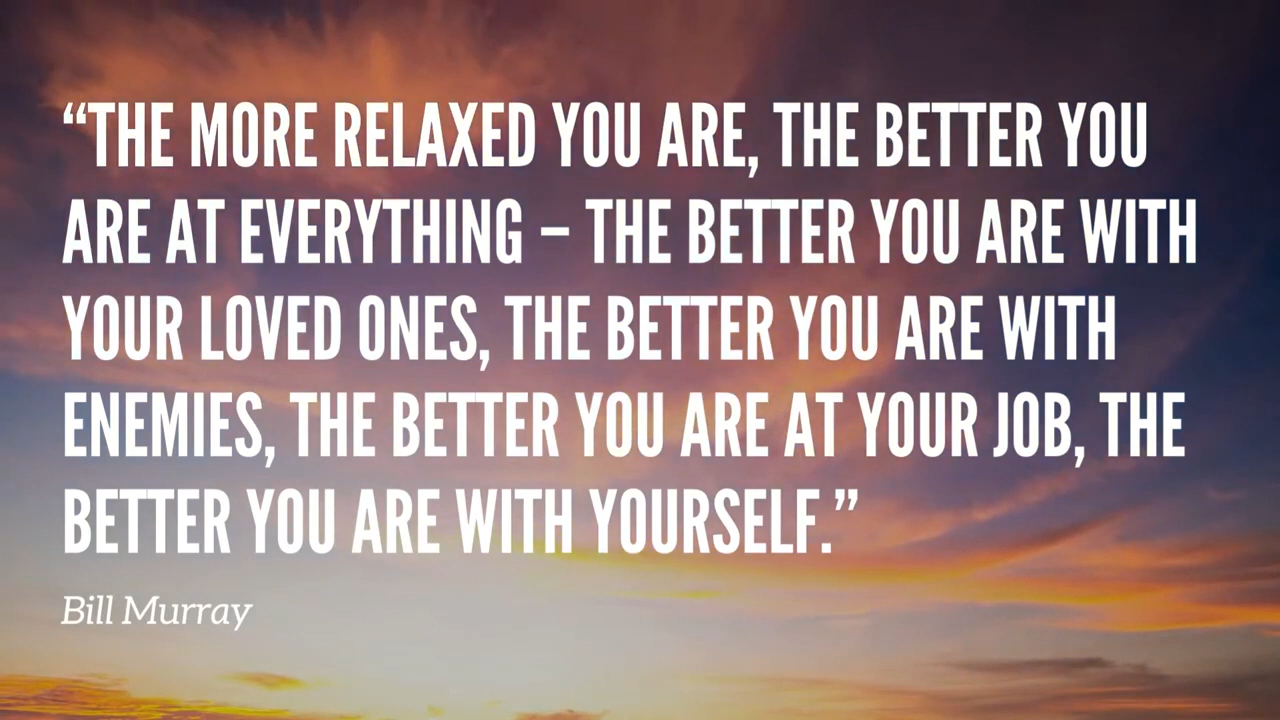 “THE MORE RELAXED YOU ARE, THE BETTER YOU
ARE AT EVERYTHING – THE BETTER YOU ARE WITH
YOUR LOVED ONES, THE BETTER YOU ARE WITH
ENEMIES, THE BETTER YOU ARE AT YOUR JOB, THE
BETTER YOU ARE WITH YOURSELF.”
Bill Murray